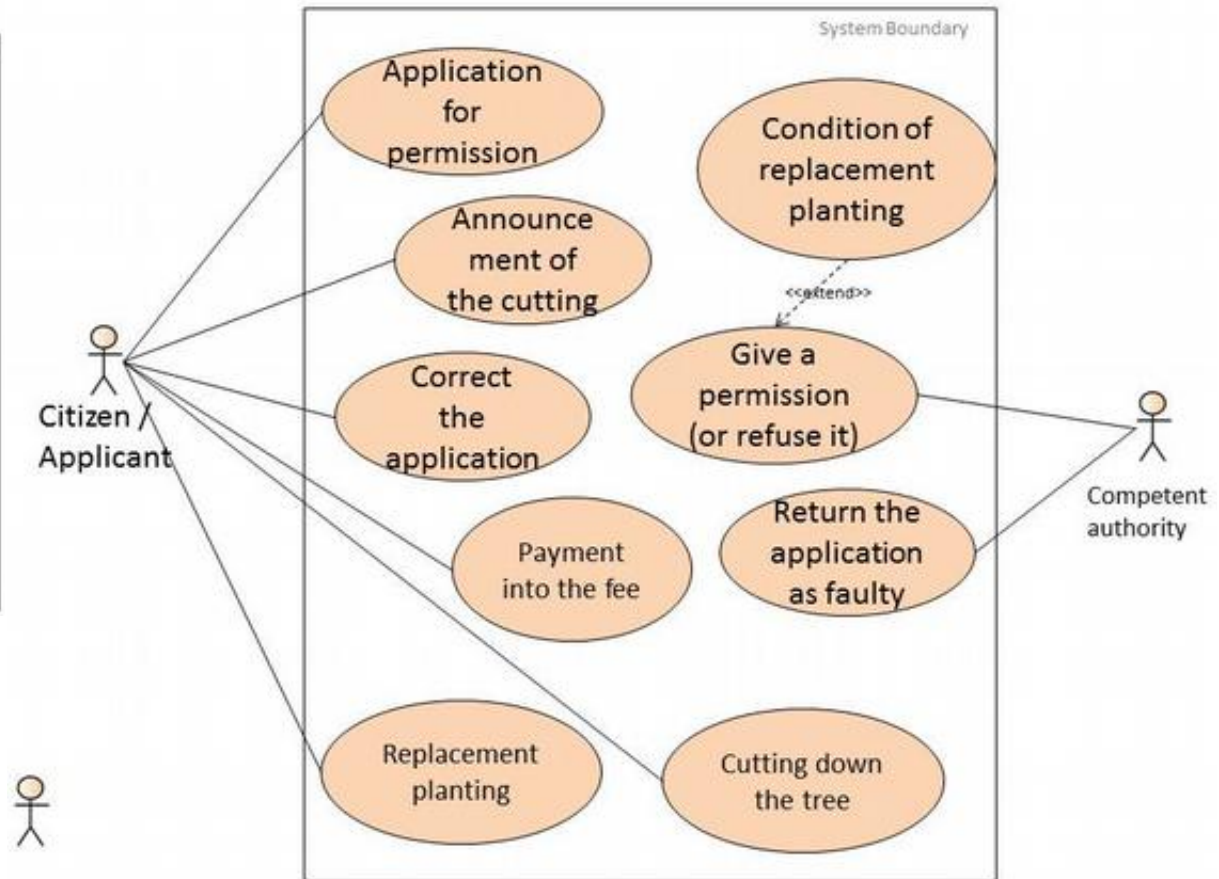 System Boundary
Application
for
permission
Condition of
replacement
planting
Announce
ment of
the cutting
<<extend>>
Citizen /
Applicant
Correct
the
application
Give a
permission
(or refuse it)
Competent
authority
Payment
into the fee
Return the
application
as faulty
Replacement
planting
Cutting down
the tree